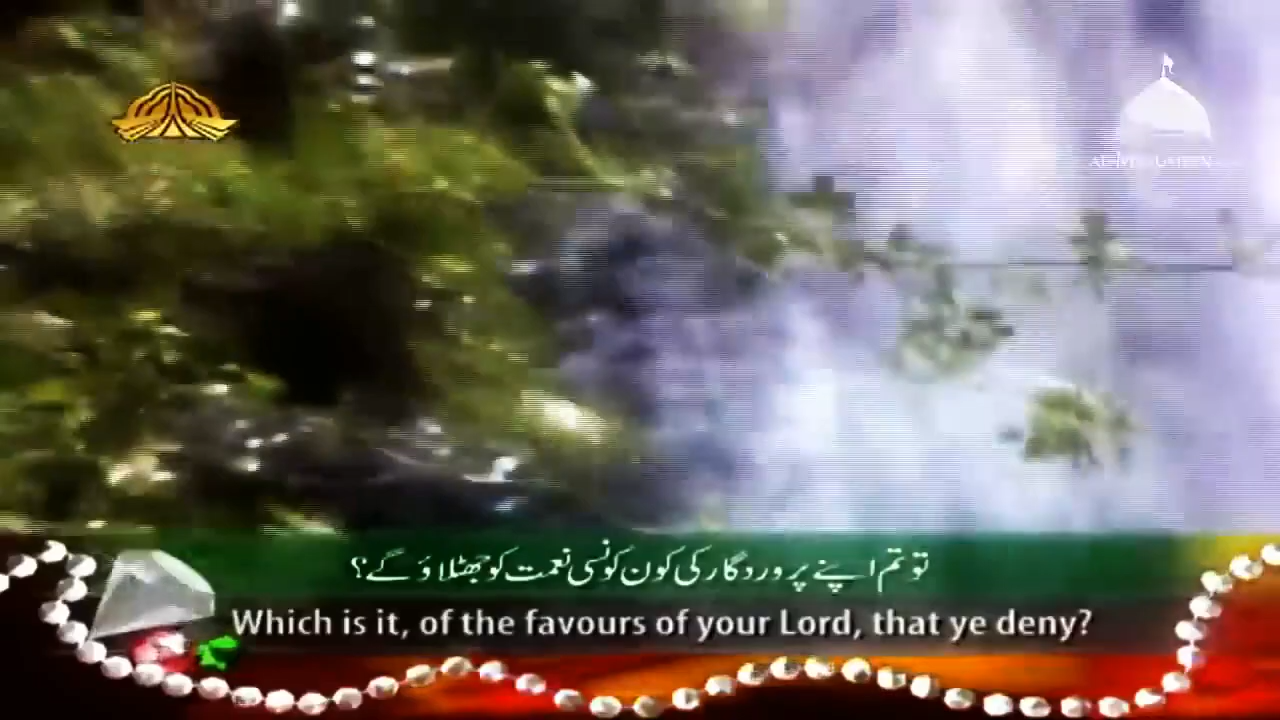 تو تم اپنے پروردگار کی کون کونسی نعمت کو جھٹلاؤ گے؟
Which is it, of the favours of your Lord, that ye deny?